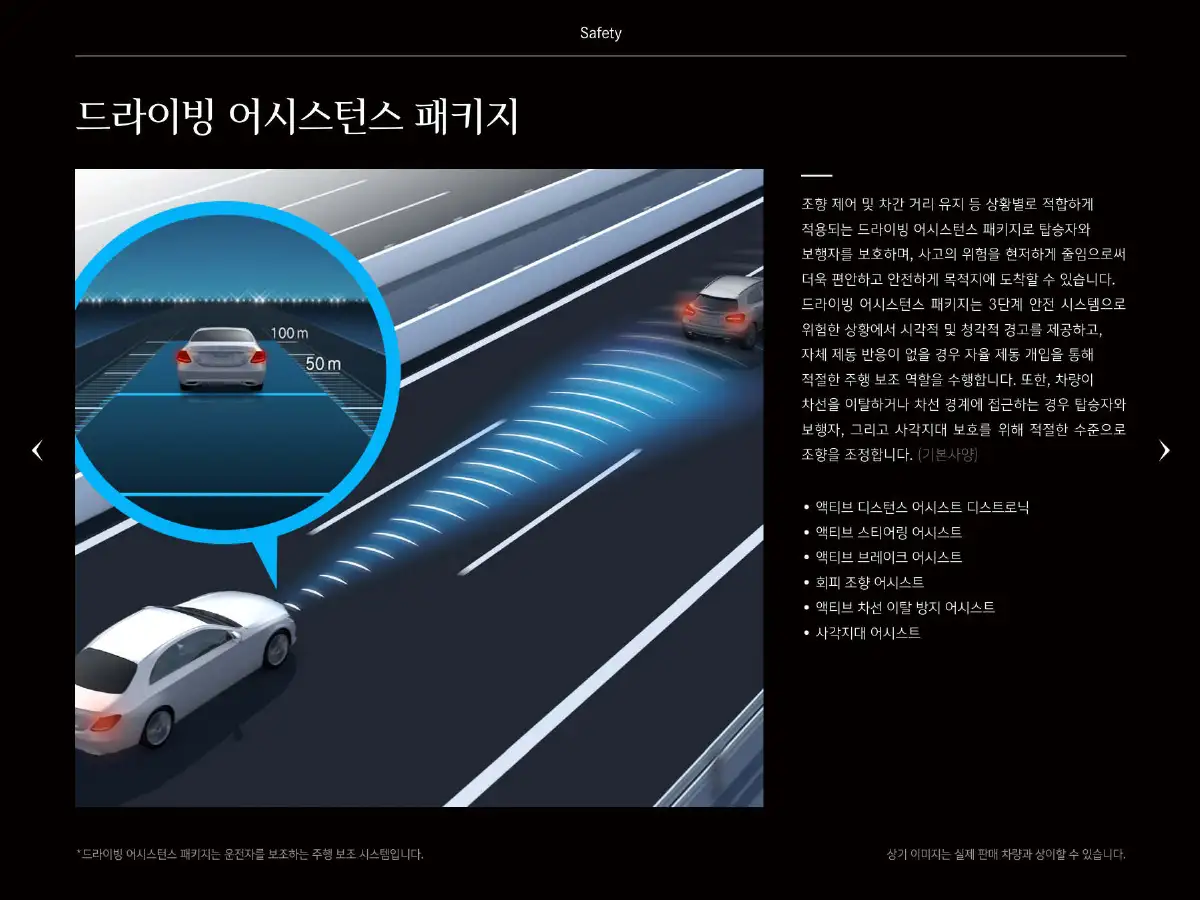 Safety
드라이빙 어시스턴스 패키지
100 m
50 m
조향 제어 및 차간 거리 유지 등 상황별로 적합하게
적용되는 드라이빙 어시스턴스 패키지로 탑승자와
보행자를 보호하며, 사고의 위험을 현저하게 줄임으로써
더욱 편안하고 안전하게 목적지에 도착할 수 있습니다.
드라이빙 어시스턴스 패키지는 3단계 안전 시스템으로
위험한 상황에서 시각적 및 청각적 경고를 제공하고,
자체 제동 반응이 없을 경우 자율 제동 개입을 통해
적절한 주행 보조 역할을 수행합니다. 또한, 차량이
차선을 이탈하거나 차선 경계에 접근하는 경우 탑승자와
보행자, 그리고 사각지대 보호를 위해 적절한 수준으로
조향을 조정합니다. (기본사양)
• 액티브 디스턴스 어시스트 디스트로닉
• 액티브 스티어링 어시스트
• 액티브 브레이크 어시스트
• 회피 조향 어시스트
• 액티브 차선 이탈 방지 어시스트
• 사각지대 어시스트
*드라이빙 어시스턴스 패키지는 운전자를 보조하는 주행 보조 시스템입니다.
상기 이미지는 실제 판매 차량과 상이할 수 있습니다.